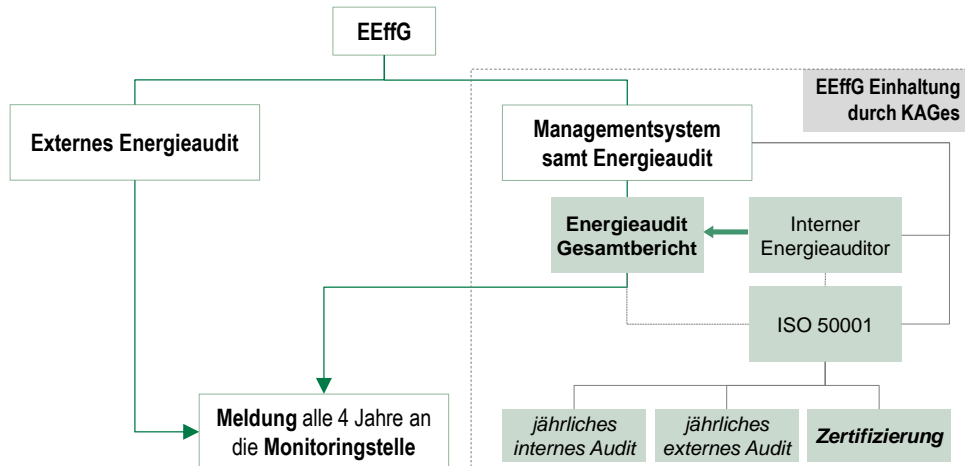 EEffG
EEffG Einhaltung
durch KAGes
Externes Energieaudit
Managementsystem
samt Energieaudit
Energieaudit
Gesamtbericht
Interner
Energieauditor
ISO 50001
Meldung alle 4 Jahre an
die Monitoringstelle
jährliches
internes Audit
jährliches
externes Audit
Zertifizierung